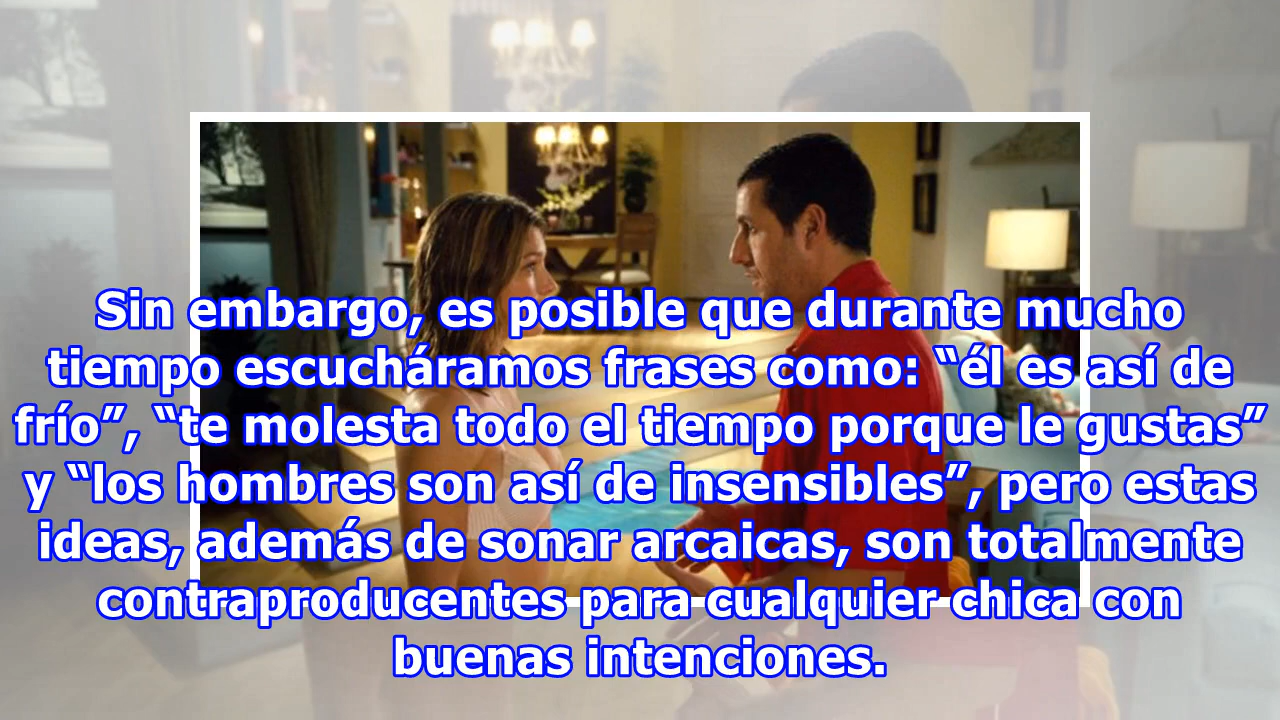 Sin embargo, es posible que durante mucho
tiempo escucháramos frases como: “él es así de
frío”, “te molesta todo el tiempo porque le gustas”
y “los hombres son así de insensibles”, pero estas
ideas, además de sonar arcaicas, son totalmente
contraproducentes para cualquier chica con
buenas intenciones.